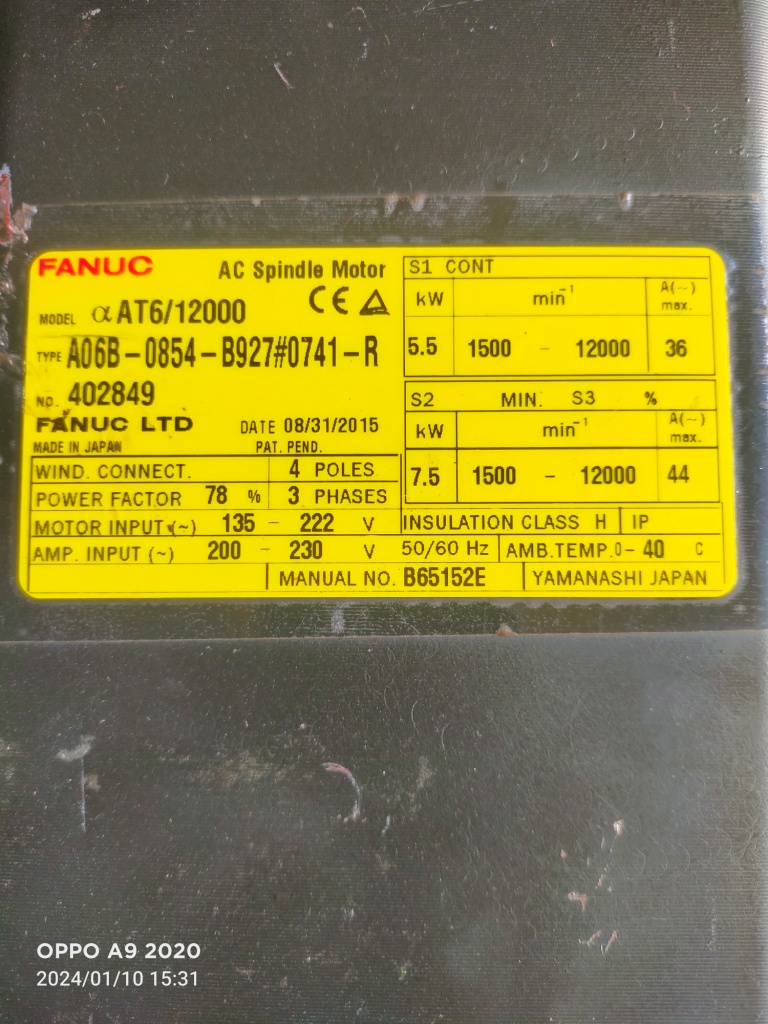 FANUC AC Spindle Motor
MODEL αAT6/12000
TYPE A06B-0854-B927#0741-R
NO. 402849
FANUC LTD DATE 08/31/2015
MADE IN JAPAN PAT. PEND.
WIND. CONNECT. 4 POLES
POWER FACTOR 78 % 3 PHASES
MOTOR INPUT (~) 135 - 222 V
AMP. INPUT (~) 200 - 230 V 50/60 Hz
S1 CONT
kW min⁻¹ A(~) max.
5.5 1500 - 12000 36
S2 MIN. S3 %
kW min⁻¹ A(~) max.
7.5 1500 - 12000 44
INSULATION CLASS H IP
AMB.TEMP.0-40 C
MANUAL NO. B65152E YAMANASHI JAPAN
OPPO A9 2020
2024/01/10 15:31